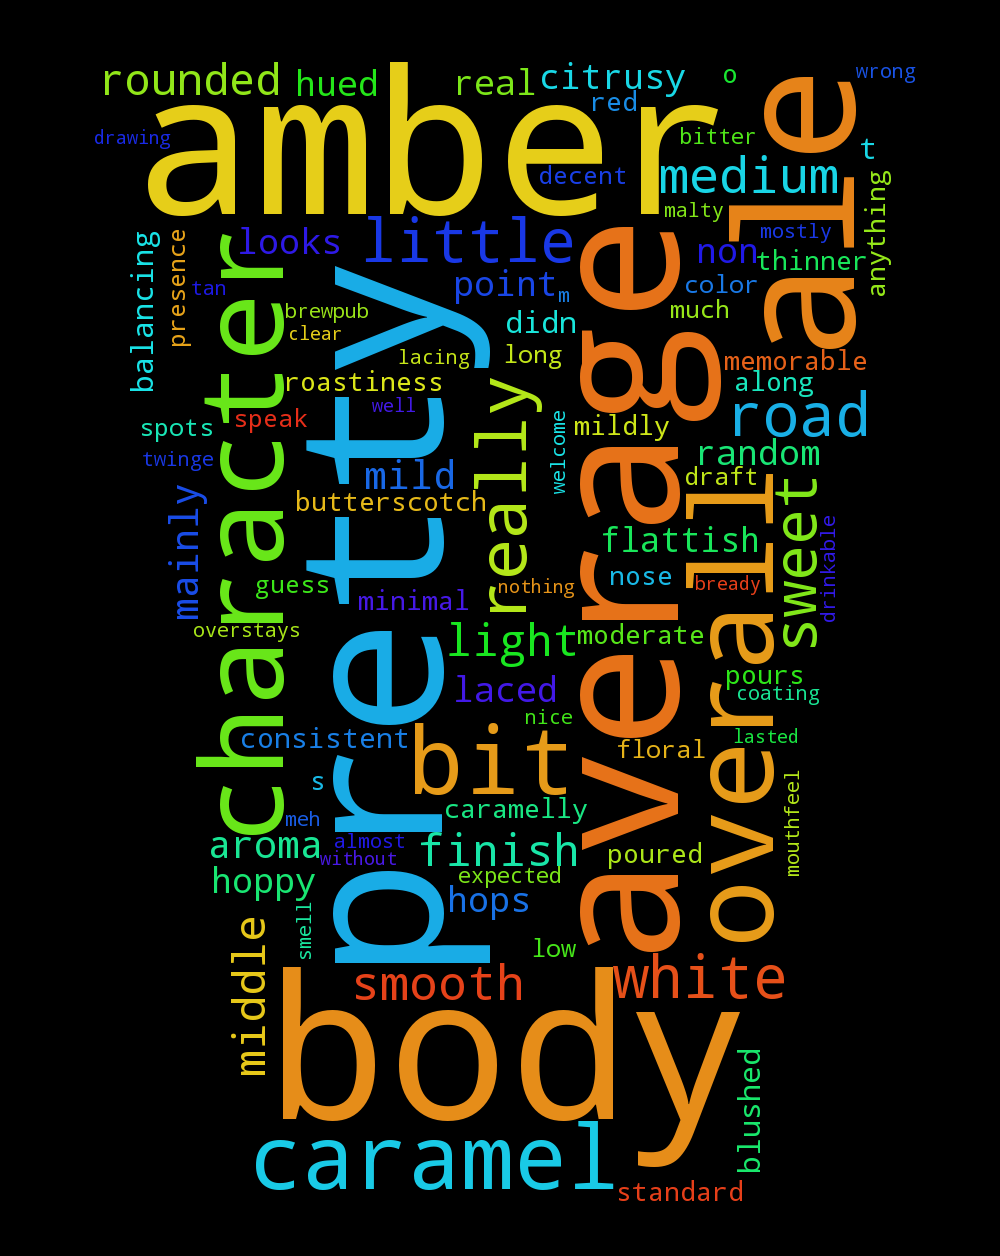 rounded
hued
real
citrusy
o
wrong
red
amber
ale
drawing
bitter
t
decent
medium
anything
malty
little
looks
mostly
non
thinner
balancing
presence
character
tan
point
m
color
much
brewpub
clear
didn
pretty
average
lacing
long
memorable
roastiness
along
well
really
road
spots
speak
welcome
mildly
twinge
mild
random
draft
butterscotch
overall
sweet
mainly
flattish
drinkable
guess
nose
bready
nothing
minimal
overstays
light
moderate
laced
pours
coating
nice
consistent
bit
floral
lasted
s
mouthfeel
caramelly
meh
aroma
almost
without
finish
poured
hoppy
expected
hops
smell
low
middle
smooth
white
body
blushed
caramel
standard